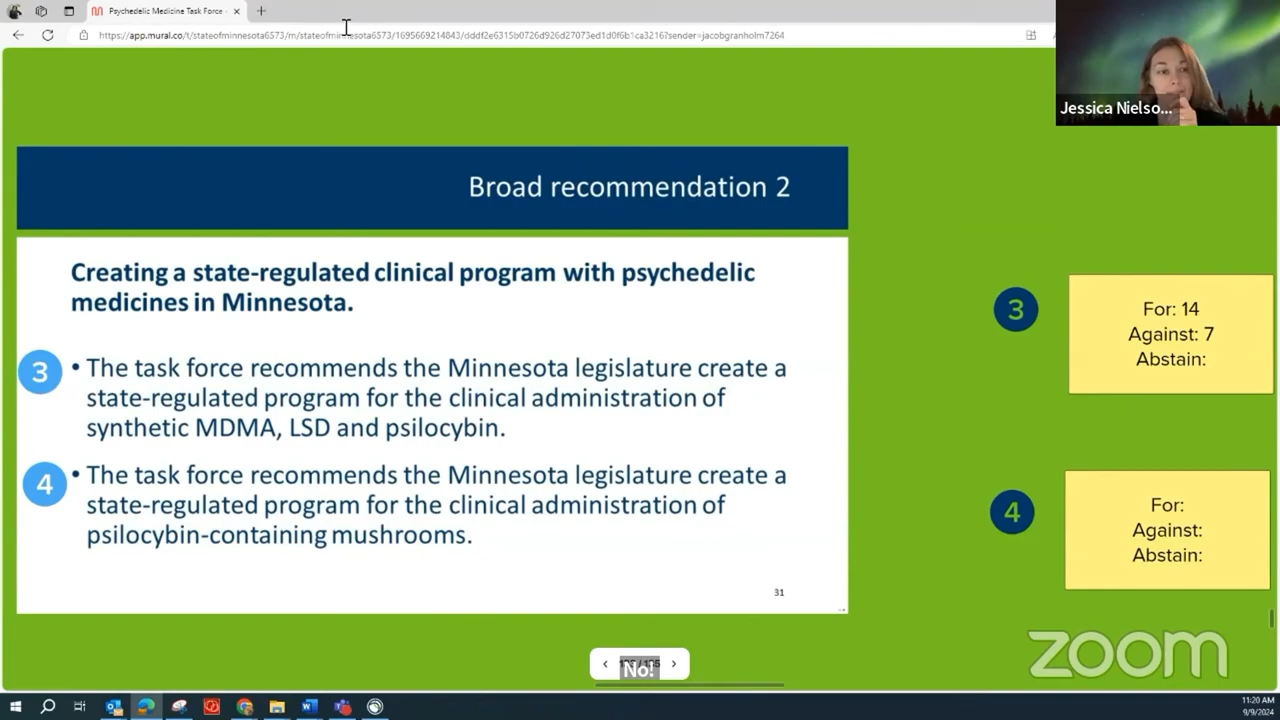 Psychedelic Medicine Task Force
https://app.mural.co/t/stateofminnesota6573/m/stateofminnesota6573/1695669214843/dddf2e6315b0726d926d27073ed1d0f6b1ca3216?sender=jacobgranholm7264
Jessica Nielso...
Broad recommendation 2
Creating a state-regulated clinical program with psychedelic
medicines in Minnesota.
3
• The task force recommends the Minnesota legislature create a
state-regulated program for the clinical administration of
synthetic MDMA, LSD and psilocybin.
4
• The task force recommends the Minnesota legislature create a
state-regulated program for the clinical administration of
psilocybin-containing mushrooms.
31
3
For: 14
Against: 7
Abstain:
4
For:
Against:
Abstain:
No!
zoom
11:20 AM
9/9/2024